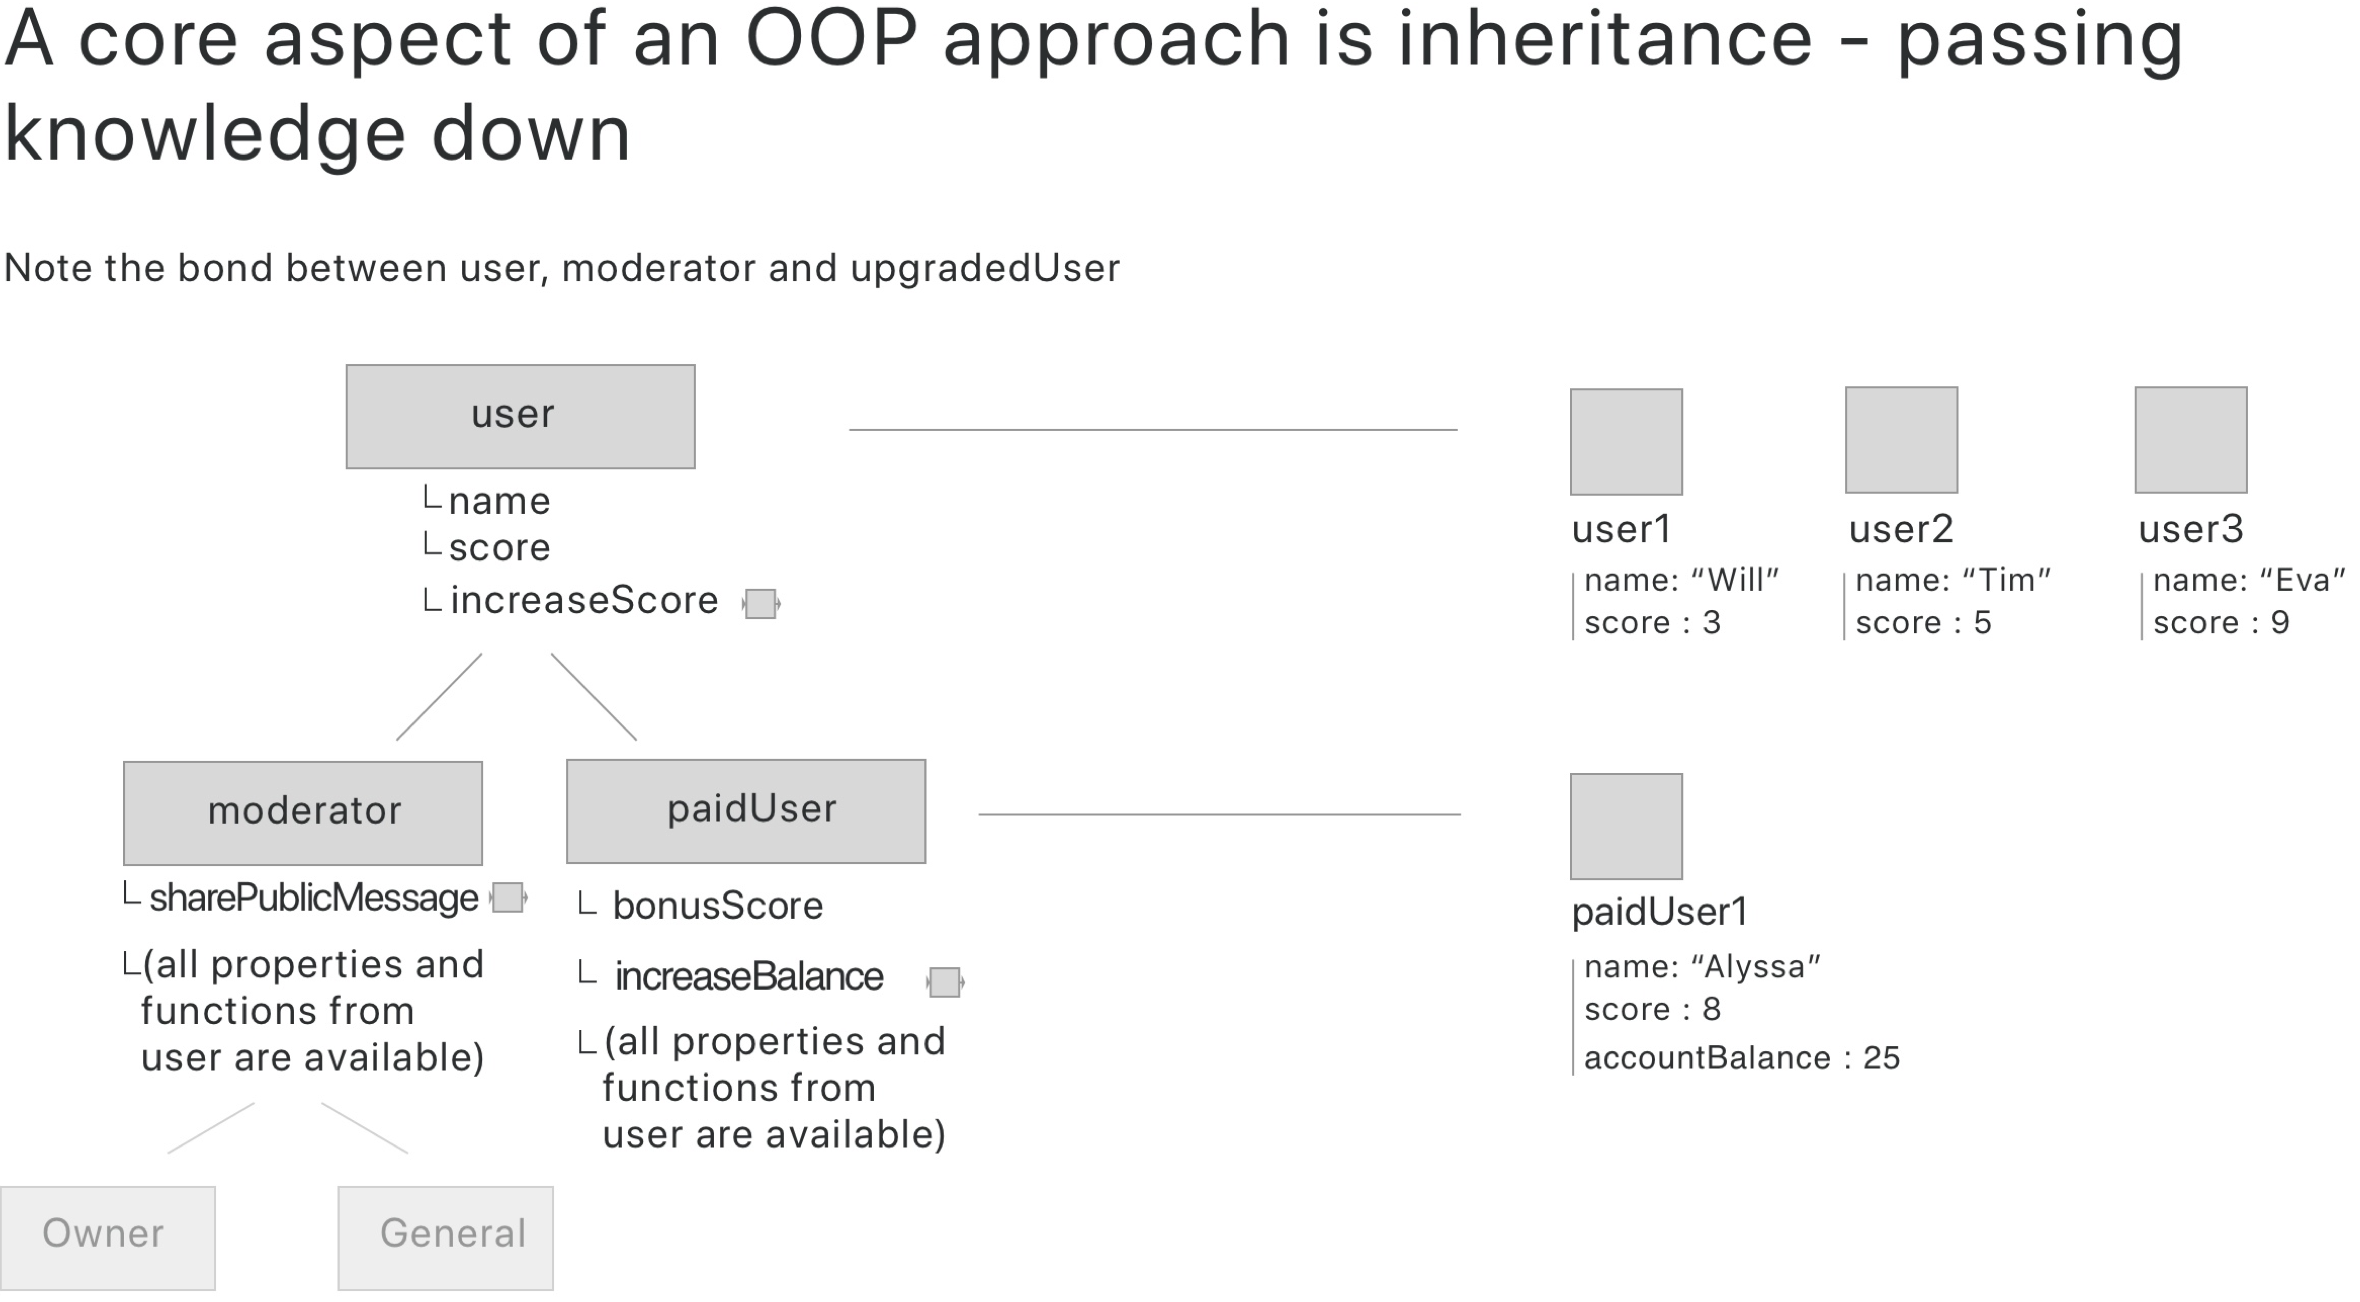 A core aspect of an OOP approach is inheritance - passing
knowledge down
Note the bond between user, moderator and upgradedUser
user
name
score
increaseScore
user1
name: “Will”
score : 3
user2
name: “Tim”
score : 5
user3
name: “Eva”
score : 9
moderator
sharePublicMessage
(all properties and
functions from
user are available)
paidUser
bonusScore
increaseBalance
(all properties and
functions from
user are available)
paidUser1
name: “Alyssa”
score : 8
accountBalance : 25
Owner
General